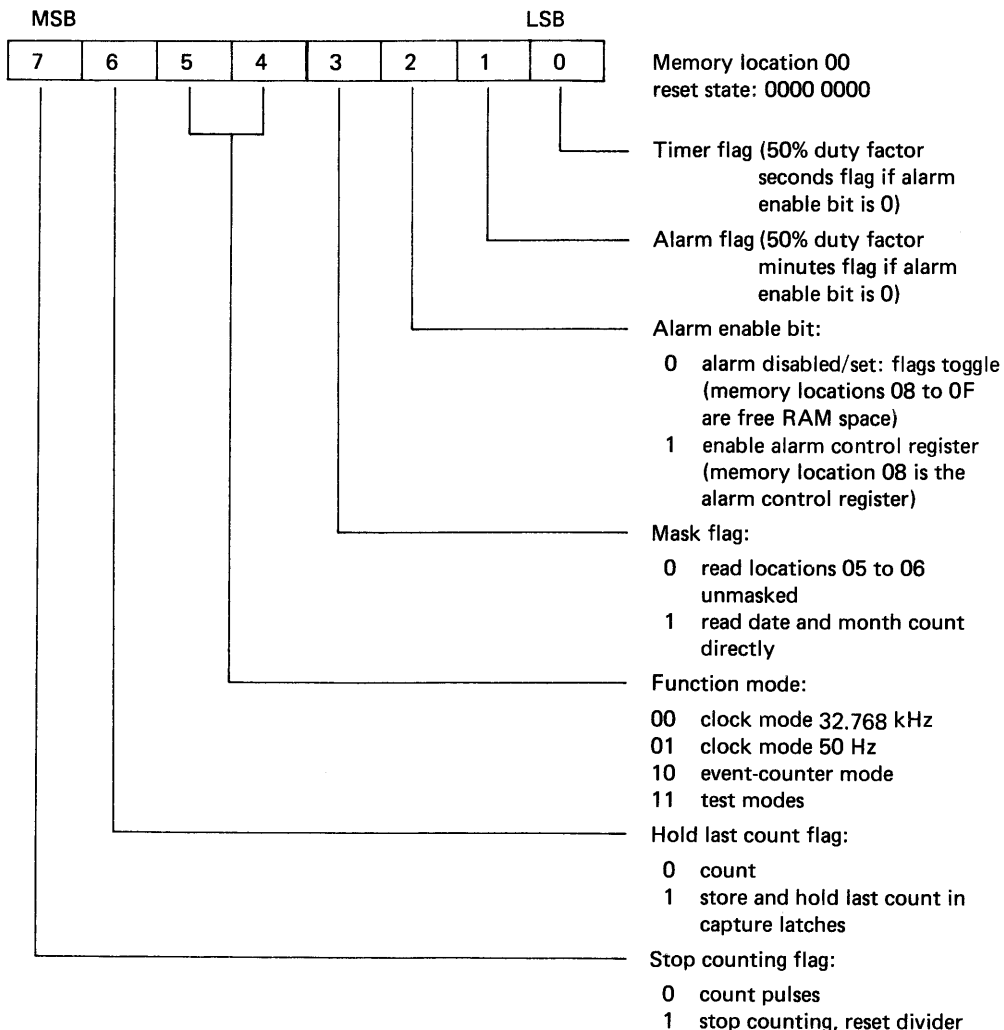 MSB LSB
7 6 5 4 3 2 1 0
Memory location 00
reset state: 0000 0000
Timer flag (50% duty factor
seconds flag if alarm
enable bit is 0)
Alarm flag (50% duty factor
minutes flag if alarm
enable bit is 0)
Alarm enable bit:
0 alarm disabled/set: flags toggle
(memory locations 08 to 0F
are free RAM space)
1 enable alarm control register
(memory location 08 is the
alarm control register)
Mask flag:
0 read locations 05 to 06
unmasked
1 read date and month count
directly
Function mode:
00 clock mode 32.768 kHz
01 clock mode 50 Hz
10 event-counter mode
11 test modes
Hold last count flag:
0 count
1 store and hold last count in
capture latches
Stop counting flag:
0 count pulses
1 stop counting, reset divider